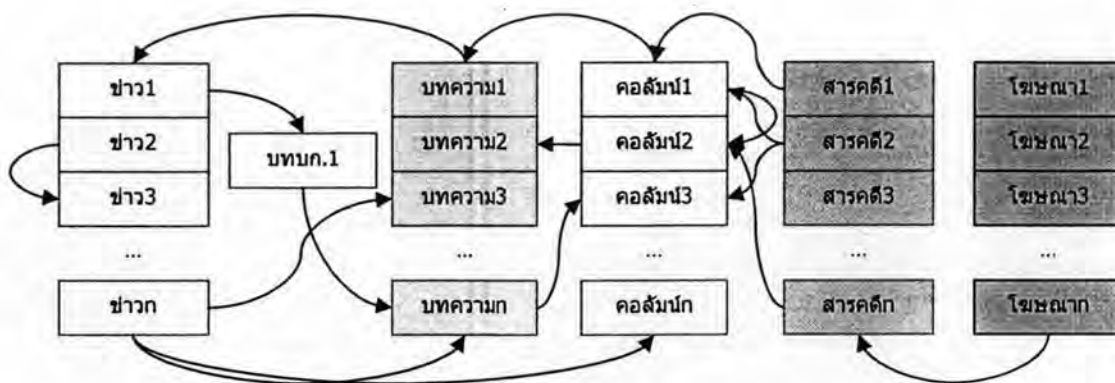 ข่าว1
ข่าว2
ข่าว3
...
ข่าวn
บทบก.1
บทความ1
บทความ2
บทความ3
...
บทความn
คอลัมน์1
คอลัมน์2
คอลัมน์3
...
คอลัมน์n
สารคดี1
สารคดี2
สารคดี3
...
สารคดีn
โฆษณา1
โฆษณา2
โฆษณา3
...
โฆษณาn